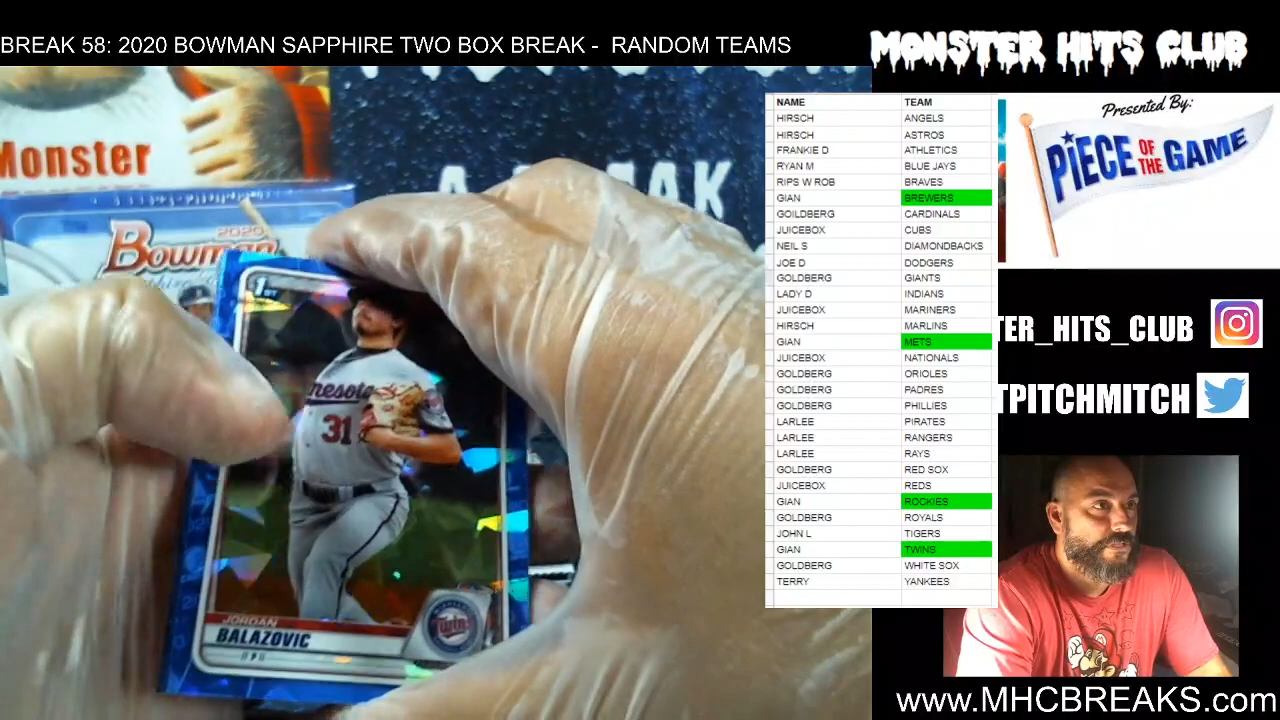 BREAK 58: 2020 BOWMAN SAPPHIRE TWO BOX BREAK - RANDOM TEAMS
MONSTER HITS CLUB
Presented By:
PIECE OF THE GAME
NAME TEAM
HIRSCH ANGELS
HIRSCH ASTROS
FRANKIE D ATHLETICS
RYAN M BLUE JAYS
RIPS W ROB BRAVES
GIAN BREWERS
GOILDBERG CARDINALS
JUICEBOX CUBS
NEIL S DIAMONDBACKS
JOE D DODGERS
GOLDBERG GIANTS
LADY D INDIANS
JUICEBOX MARINERS
HIRSCH MARLINS
GIAN METS
JUICEBOX NATIONALS
GOLDBERG ORIOLES
GOLDBERG PADRES
GOLDBERG PHILLIES
LARLEE PIRATES
LARLEE RANGERS
LARLEE RAYS
GOLDBERG RED SOX
JUICEBOX REDS
GIAN ROCKIES
GOLDBERG ROYALS
JOHN L TIGERS
GIAN TWINS
GOLDBERG WHITE SOX
TERRY YANKEES
TER_HITS_CLUB
TPITCHMITCH
www.MHCBREAKS.com
Monster
2020
Bowman
1st
nnesota
31
JORDAN
BALAZOVIC
Twins